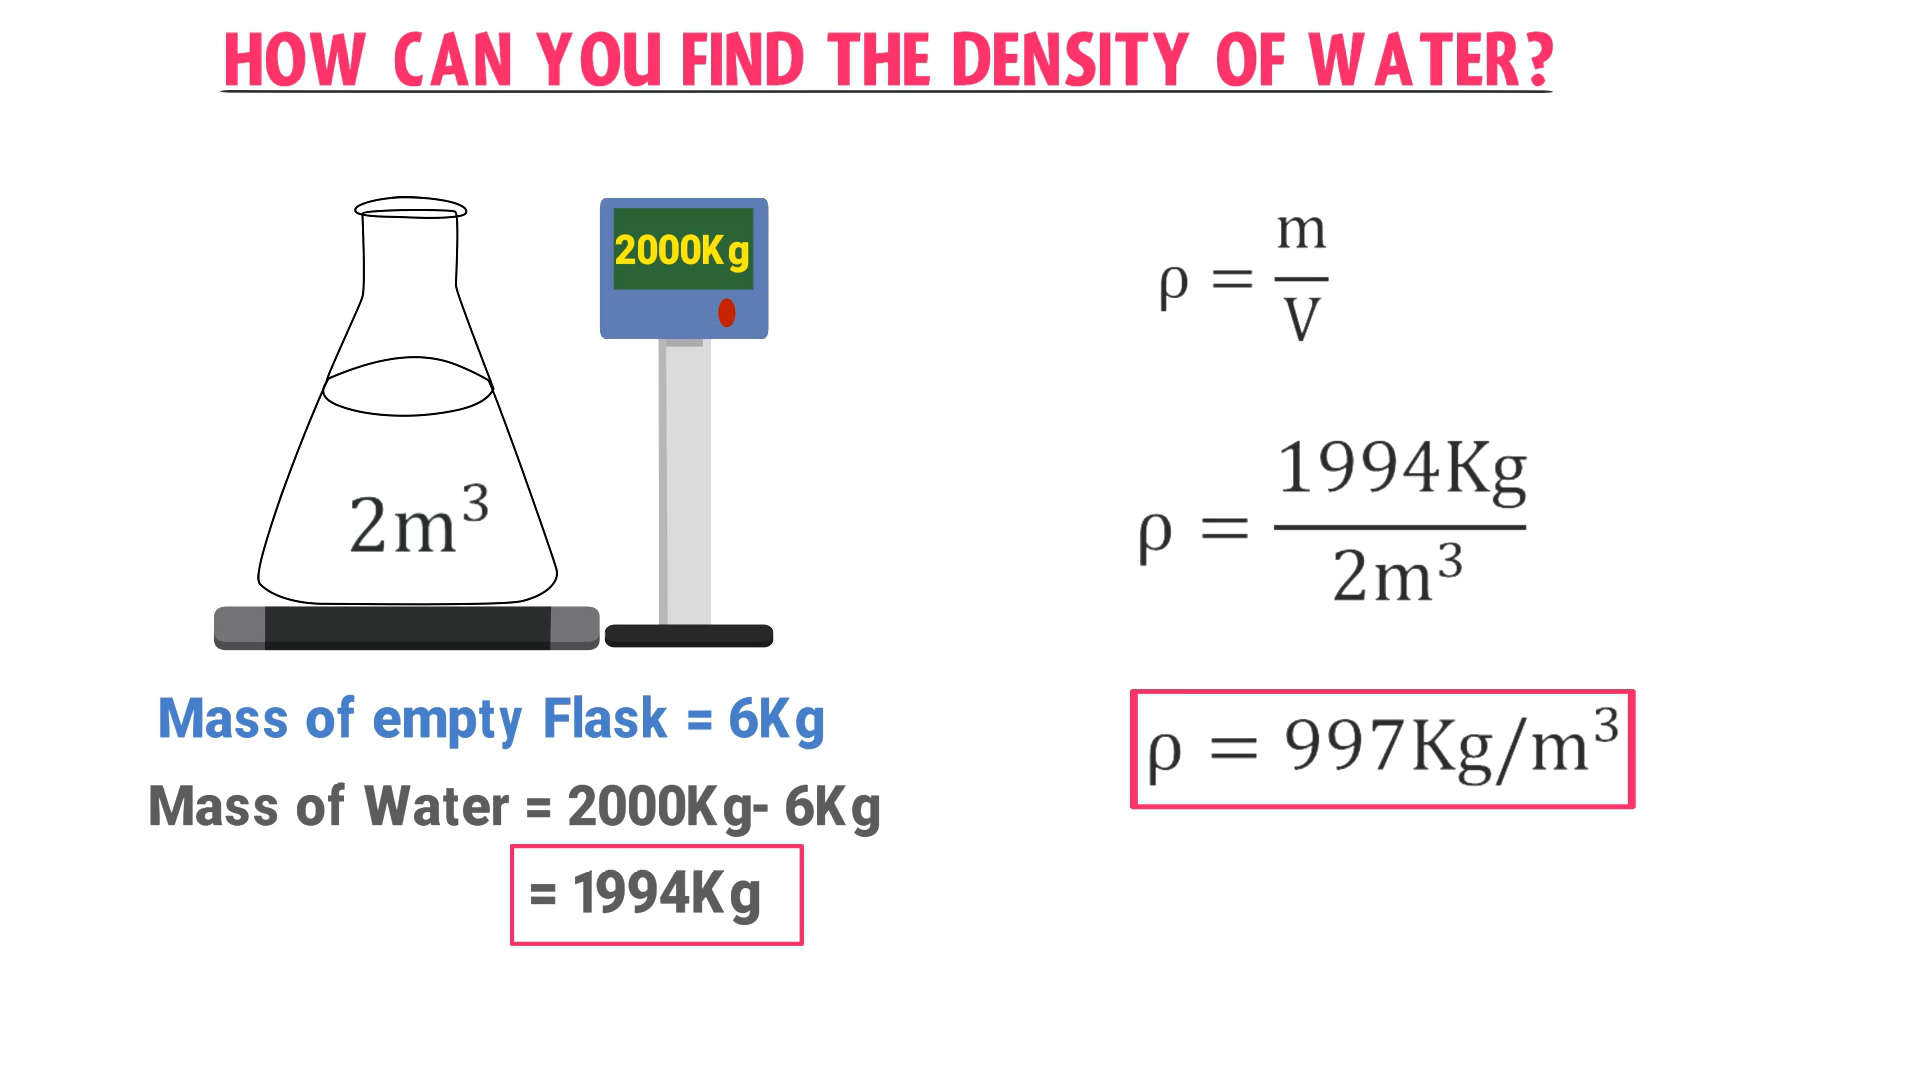 HOW CAN YOU FIND THE DENSITY OF WATER?
2000Kg
2m³
Mass of empty Flask = 6Kg
Mass of Water = 2000Kg- 6Kg
= 1994Kg
ρ = m/V
ρ = 1994Kg/2m³
ρ = 997Kg/m³